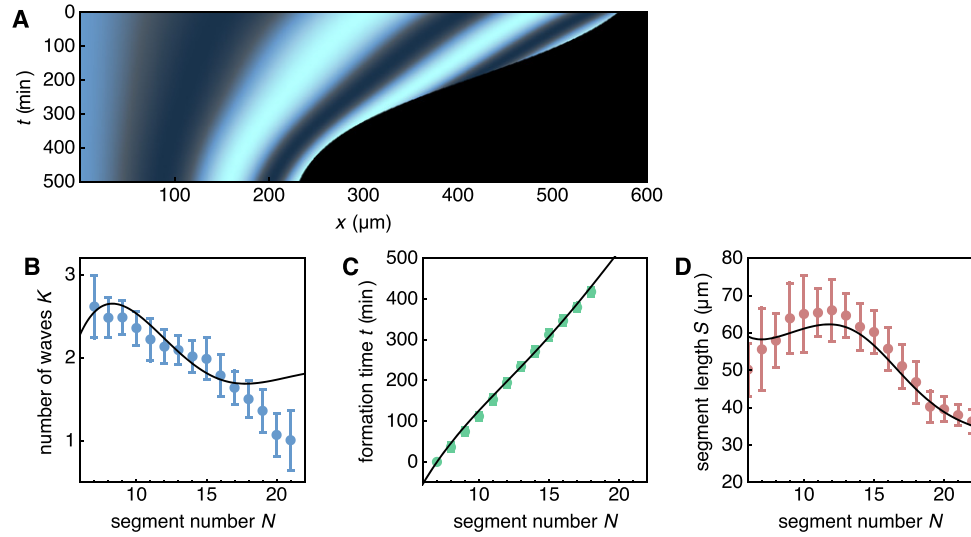 A
0
100
200
300
400
500
t (min)
100 200 300 400 500 600
x (µm)
B
3
2
1
number of waves K
10 15 20
segment number N
C
500
400
300
200
100
0
formation time t (min)
10 15 20
segment number N
D
80
70
60
50
40
30
20
segment length S (µm)
10 15 20
segment number N